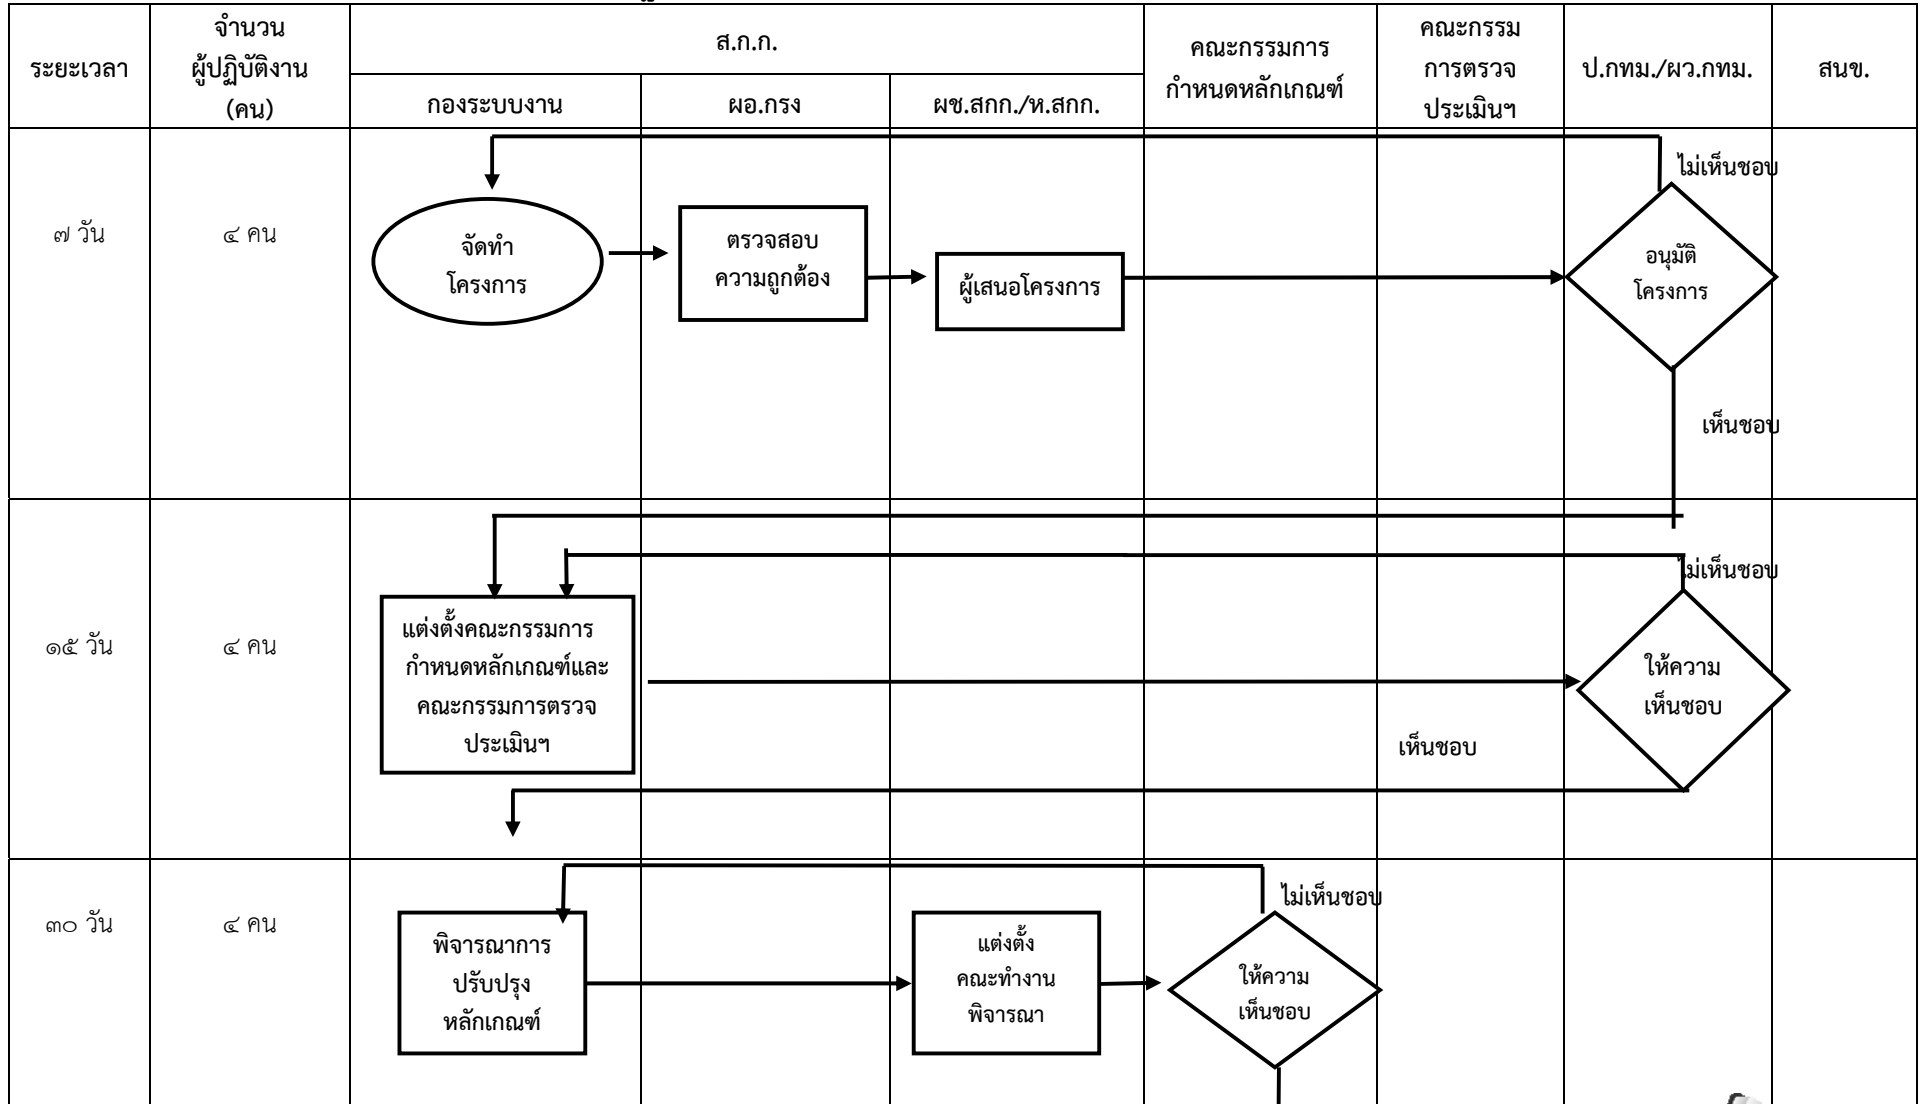 ระยะเวลา
จำนวน
ผู้ปฏิบัติงาน
(คน)
ส.ก.ก.
กองระบบงาน
ผอ.กรง
ผช.สกก./ห.สกก.
คณะกรรมการ
กำหนดหลักเกณฑ์
คณะกรรม
การตรวจ
ประเมินฯ
ป.กทม./ผว.กทม.
สนข.
๗ วัน
๔ คน
จัดทำ
โครงการ
ตรวจสอบ
ความถูกต้อง
ผู้เสนอโครงการ
ไม่เห็นชอบ
อนุมัติ
โครงการ
เห็นชอบ
๑๕ วัน
๔ คน
แต่งตั้งคณะกรรมการ
กำหนดหลักเกณฑ์และ
คณะกรรมการตรวจ
ประเมินฯ
ไม่เห็นชอบ
ให้ความ
เห็นชอบ
เห็นชอบ
๓๐ วัน
๔ คน
พิจารณาการ
ปรับปรุง
หลักเกณฑ์
แต่งตั้ง
คณะทำงาน
พิจารณา
ไม่เห็นชอบ
ให้ความ
เห็นชอบ